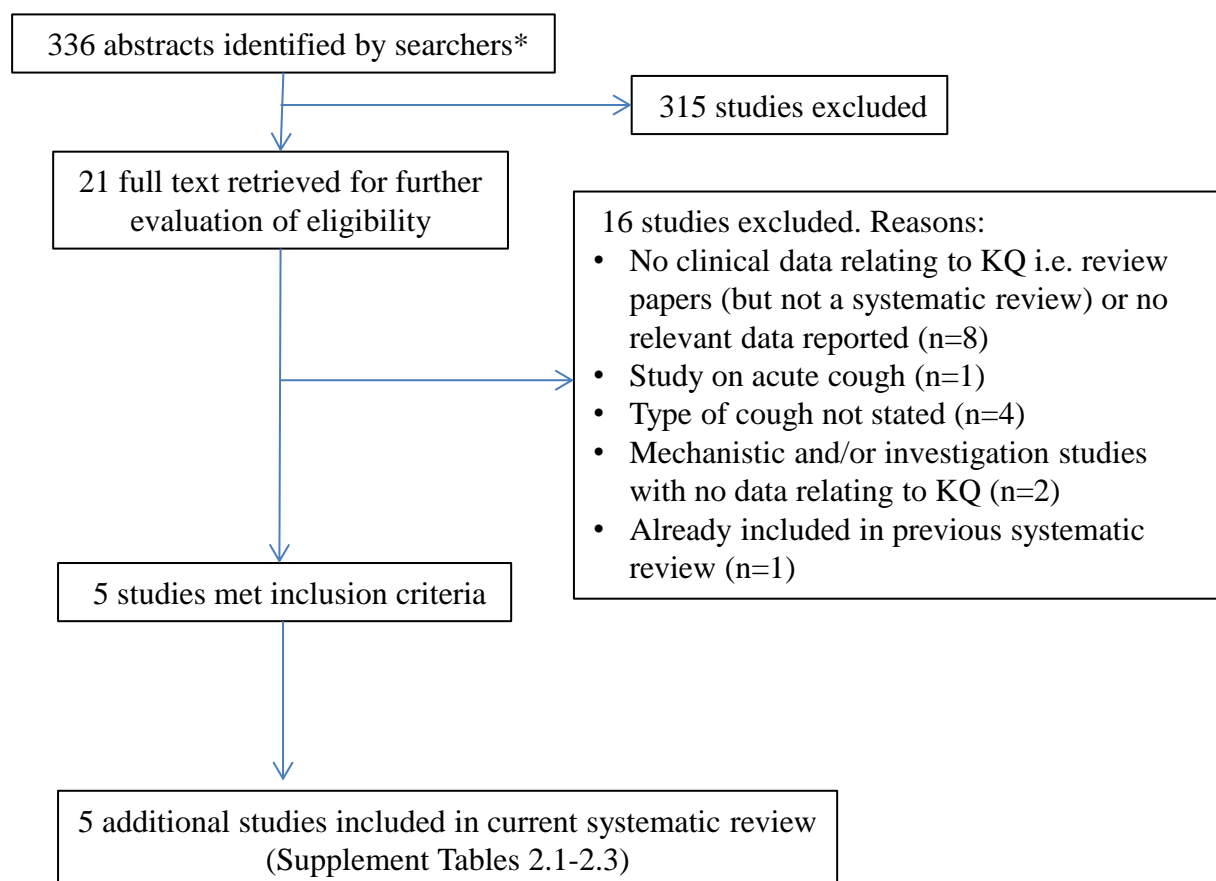 336 abstracts identified by searchers*
315 studies excluded
21 full text retrieved for further
evaluation of eligibility
16 studies excluded. Reasons:
• No clinical data relating to KQ i.e. review
papers (but not a systematic review) or no
relevant data reported (n=8)
• Study on acute cough (n=1)
• Type of cough not stated (n=4)
• Mechanistic and/or investigation studies
with no data relating to KQ (n=2)
• Already included in previous systematic
review (n=1)
5 studies met inclusion criteria
5 additional studies included in current systematic review
(Supplement Tables 2.1-2.3)